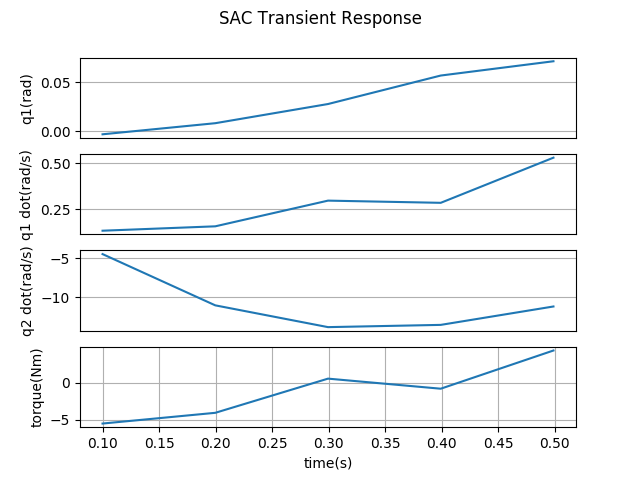 SAC Transient Response
q1(rad)
0.05
0.00
q1 dot(rad/s)
0.50
0.25
q2 dot(rad/s)
−5
−10
torque(Nm)
0
−5
0.10 0.15 0.20 0.25 0.30 0.35 0.40 0.45 0.50
time(s)